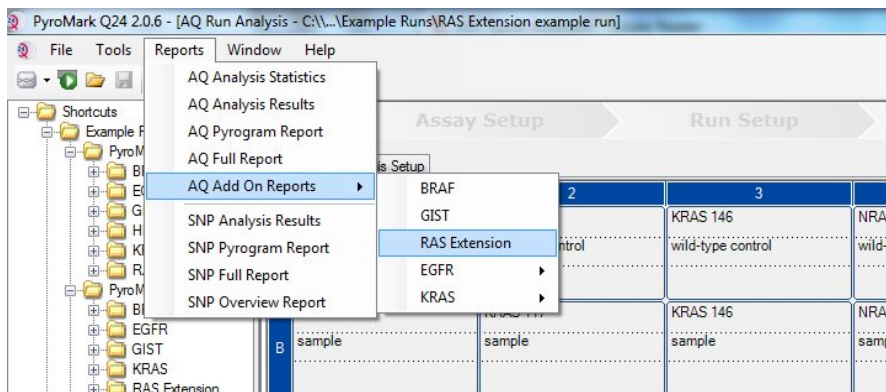 PyroMark Q24 2.0.6 - [AQ Run Analysis - C:\\...\Example Runs\RAS Extension example run]
File Tools Reports Window Help
AQ Analysis Statistics
AQ Analysis Results
AQ Pyrogram Report
AQ Full Report
AQ Add On Reports
SNP Analysis Results
SNP Pyrogram Report
SNP Full Report
SNP Overview Report
BRAF
GIST
RAS Extension
EGFR
KRAS
Shortcuts
Example
EGFR
GIST
KRAS
RAS Extension
Assay Setup Run Setup
Setup
2 3
KRAS 146
wild-type control
B
KRAS 146
sample sample sample